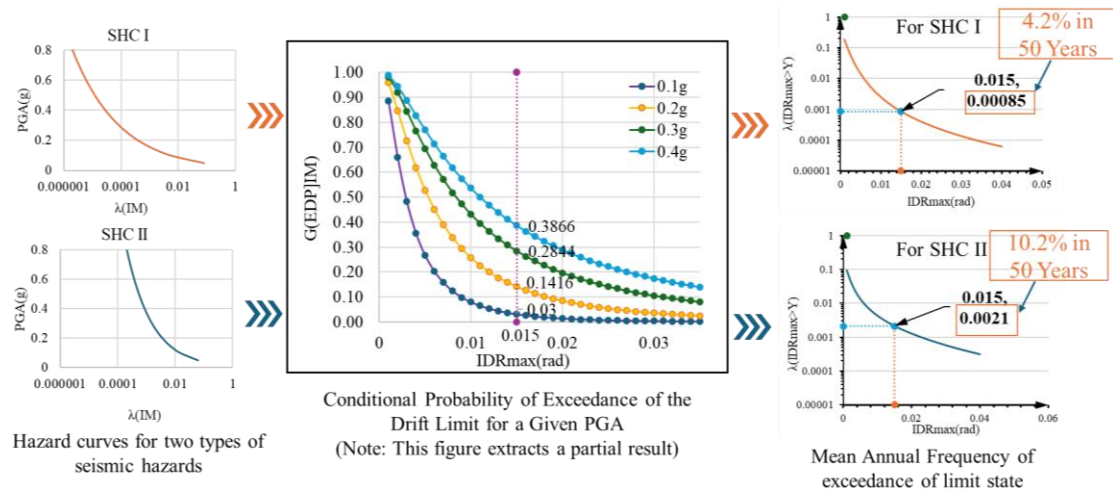 SHC I
0.8
0.6
0.4
0.2
0
PGA(g)
0.000001 0.0001 0.01 1
λ(IM)
SHC II
0.8
0.6
0.4
0.2
0
PGA(g)
0.000001 0.0001 0.01 1
λ(IM)
Hazard curves for two types of
seismic hazards
1.00
0.90
0.80
0.70
0.60
0.50
0.40
0.30
0.20
0.10
0.00
G(EDP]IM)
0.1g
0.2g
0.3g
0.4g
0.3866
0.2844
0.1416
0.03
0 0.01 0.015 0.02 0.03
IDRmax(rad)
Conditional Probability of Exceedance of the
Drift Limit for a Given PGA
(Note: This figure extracts a partial result)
For SHC I
4.2% in
50 Years
1
0.1
0.01
0.001
0.0001
0.00001
λ(IDRmax>Y)
0.015,
0.00085
0 0.01 0.02 0.03 0.04 0.05
IDRmax(rad)
For SHC II
10.2% in
50 Years
1
0.1
0.01
0.001
0.0001
0.00001
λ(IDRmax>Y)
0.015,
0.0021
0 0.02 0.04 0.06
IDRmax(rad)
Mean Annual Frequency of
exceedance of limit state